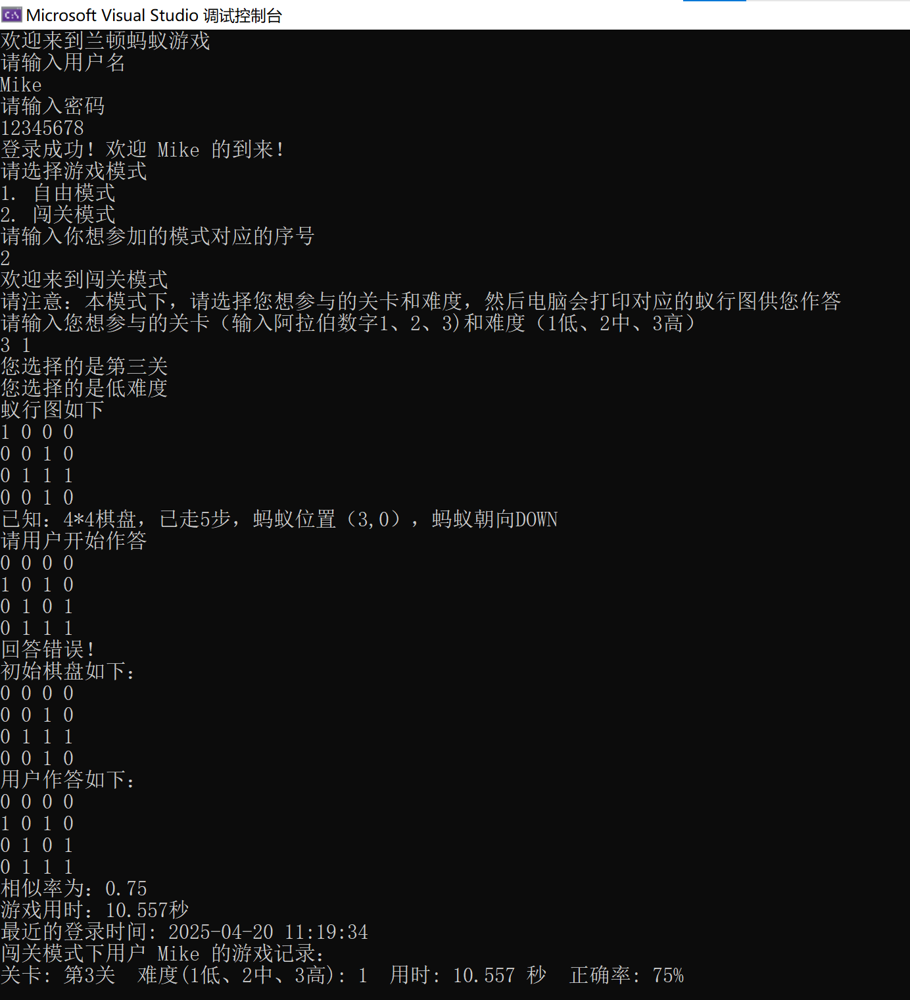 Microsoft Visual Studio 调试控制台
欢迎来到兰顿蚂蚁游戏
请输入用户名
Mike
请输入密码
12345678
登录成功！欢迎 Mike 的到来！
请选择游戏模式
1. 自由模式
2. 闯关模式
请输入你想参加的模式对应的序号
2
欢迎来到闯关模式
请注意：本模式下，请选择您想参与的关卡和难度，然后电脑会打印对应的蚁行图供您作答
请输入您想参与的关卡（输入阿拉伯数字1、2、3)和难度（1低、2中、3高）
3 1
您选择的是第三关
您选择的是低难度
蚁行图如下
1 0 0 0
0 0 1 0
0 1 1 1
0 0 1 0
已知：4*4棋盘，已走5步，蚂蚁位置（3,0），蚂蚁朝向DOWN
请用户开始作答
0 0 0 0
1 0 1 0
0 1 0 1
0 1 1 1
回答错误！
初始棋盘如下：
0 0 0 0
0 0 1 0
0 1 1 1
0 0 1 0
用户作答如下：
0 0 0 0
1 0 1 0
0 1 0 1
0 1 1 1
相似率为：0.75
游戏用时：10.557秒
最近的登录时间: 2025-04-20 11:19:34
闯关模式下用户 Mike 的游戏记录：
关卡: 第3关  难度(1低、2中、3高): 1  用时: 10.557 秒  正确率: 75%